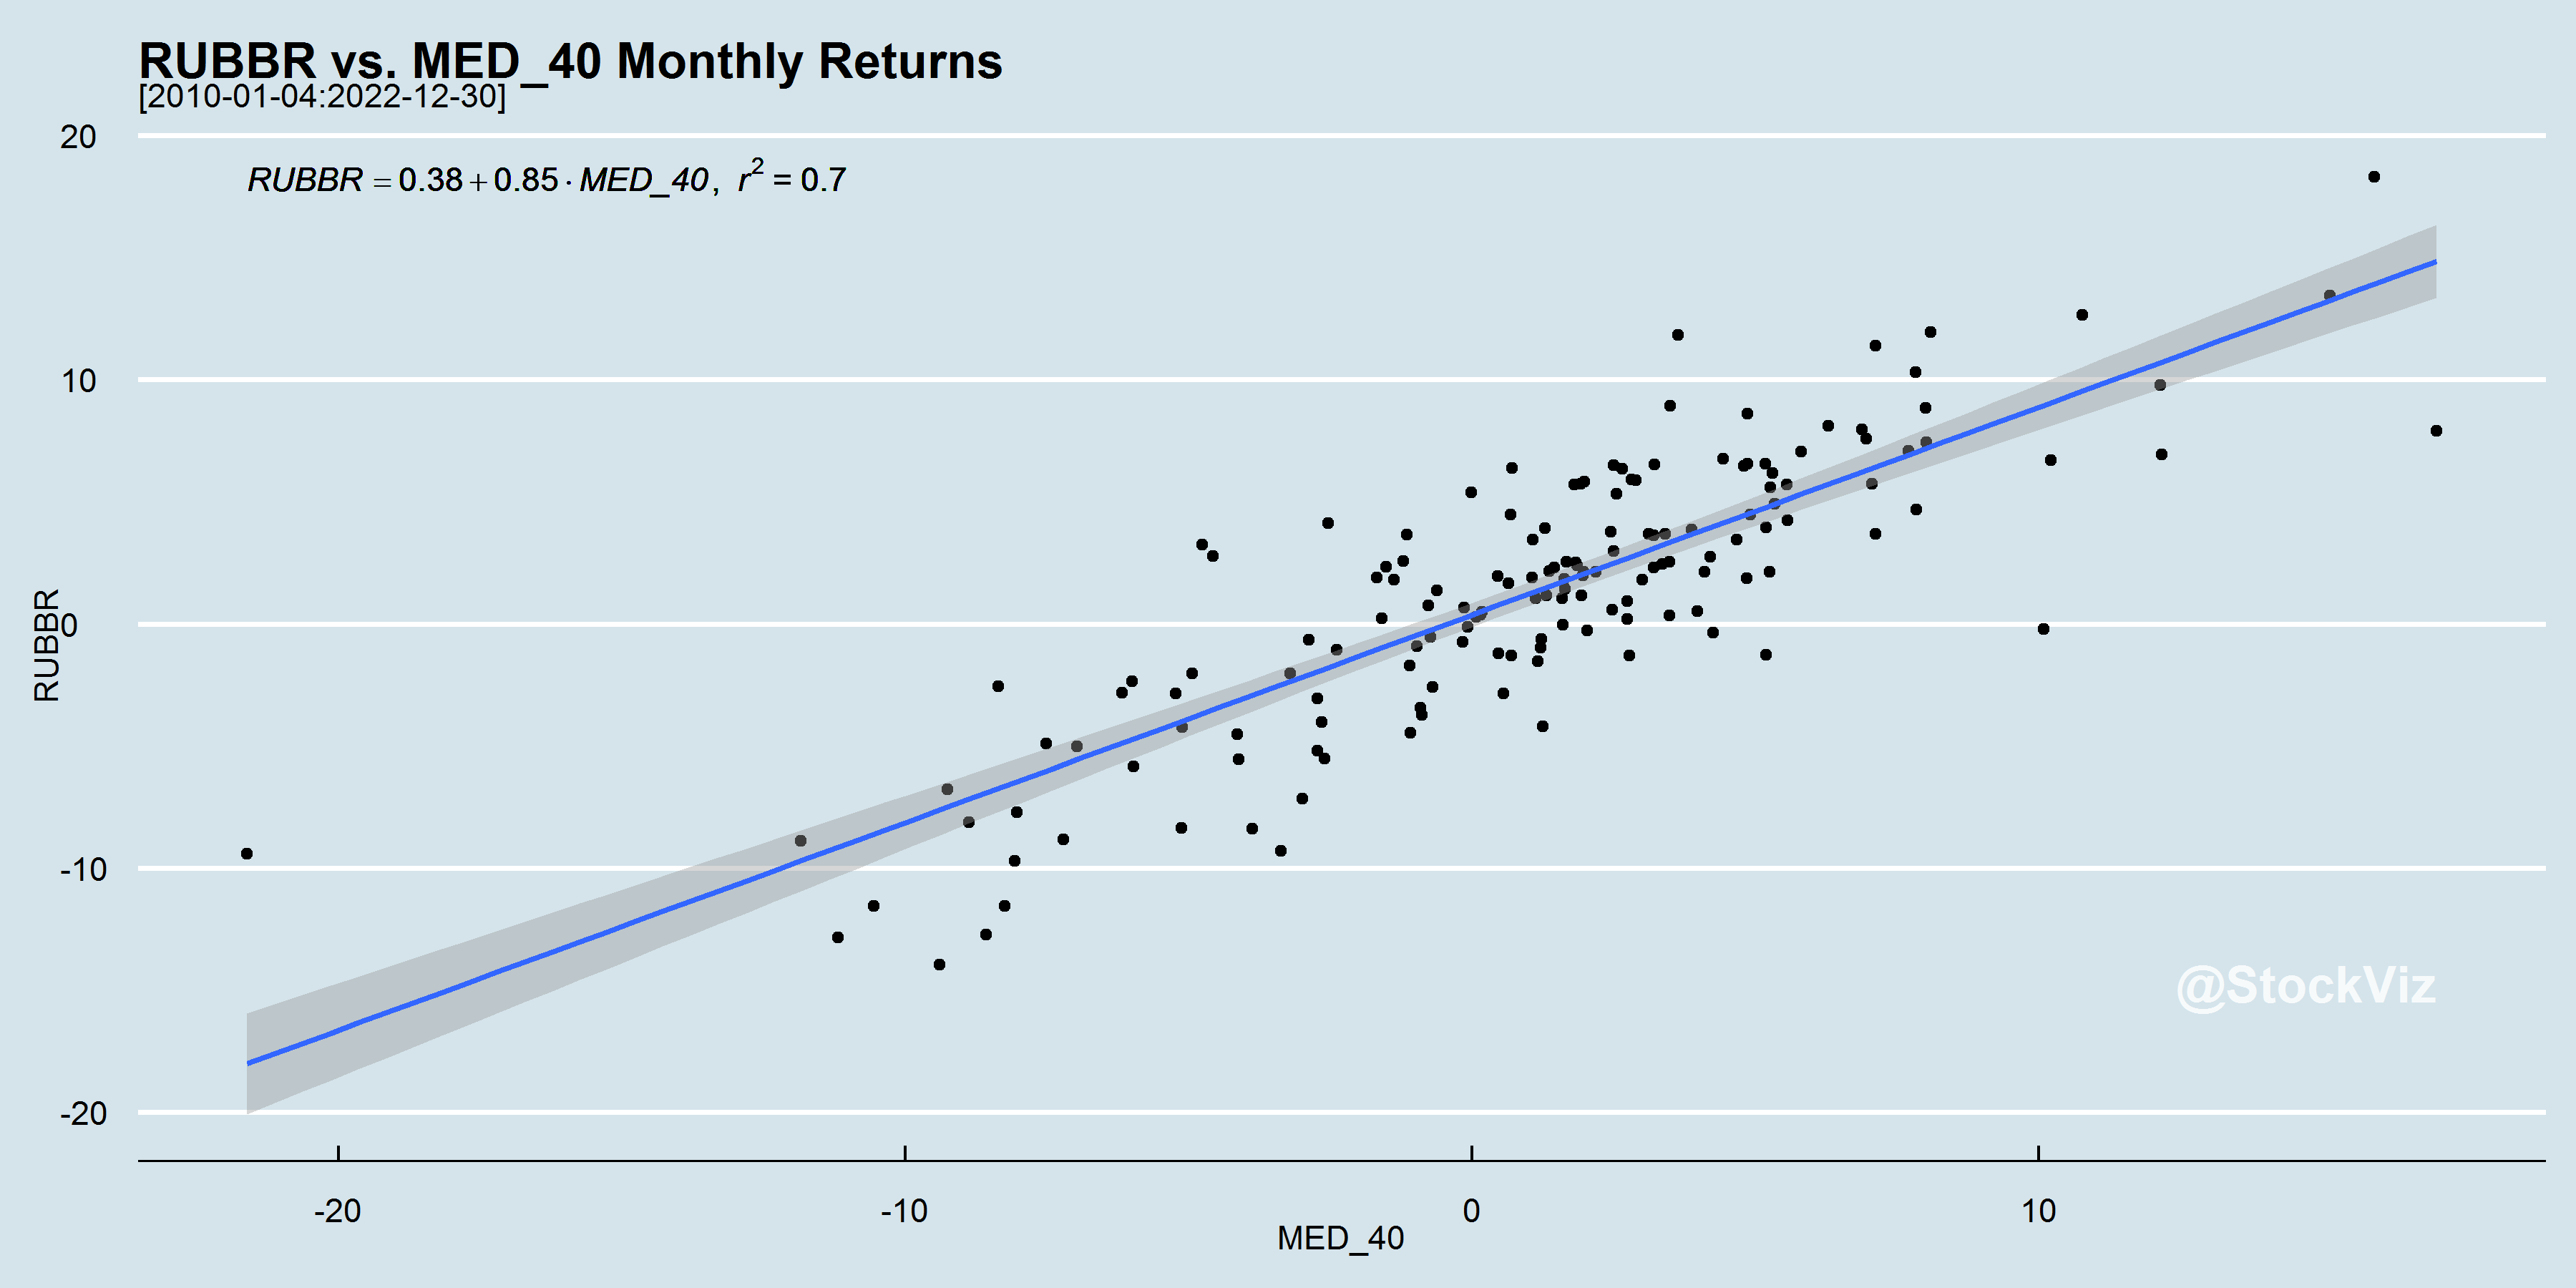 RUBBR vs. MED_40 Monthly Returns
[2010-01-04:2022-12-30]
RUBBR = 0.38 + 0.85 · MED_40, r² = 0.7
20
10
0
-10
-20
RUBBR
@StockViz
-20 -10 0 10
MED_40